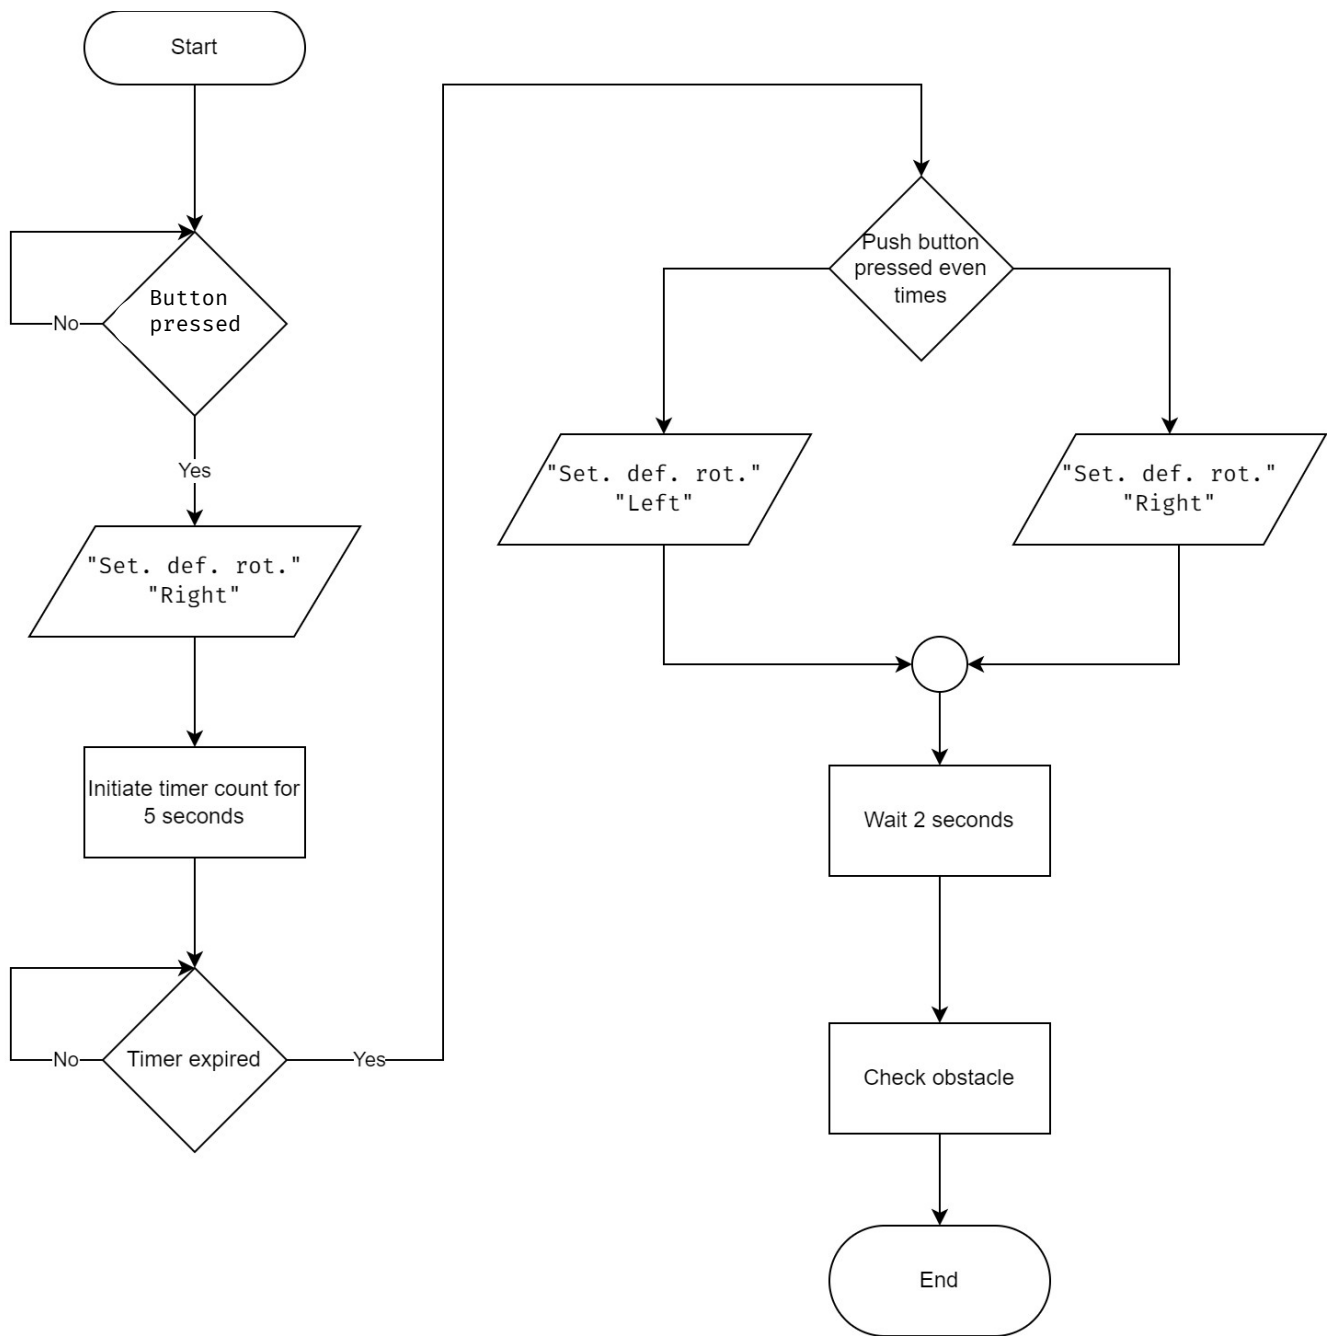 Start
Button
pressed
No
Yes
"Set. def. rot."
"Right"
Initiate timer count for
5 seconds
Timer expired
No
Yes
Push button
pressed even
times
"Set. def. rot."
"Left"
"Set. def. rot."
"Right"
Wait 2 seconds
Check obstacle
End